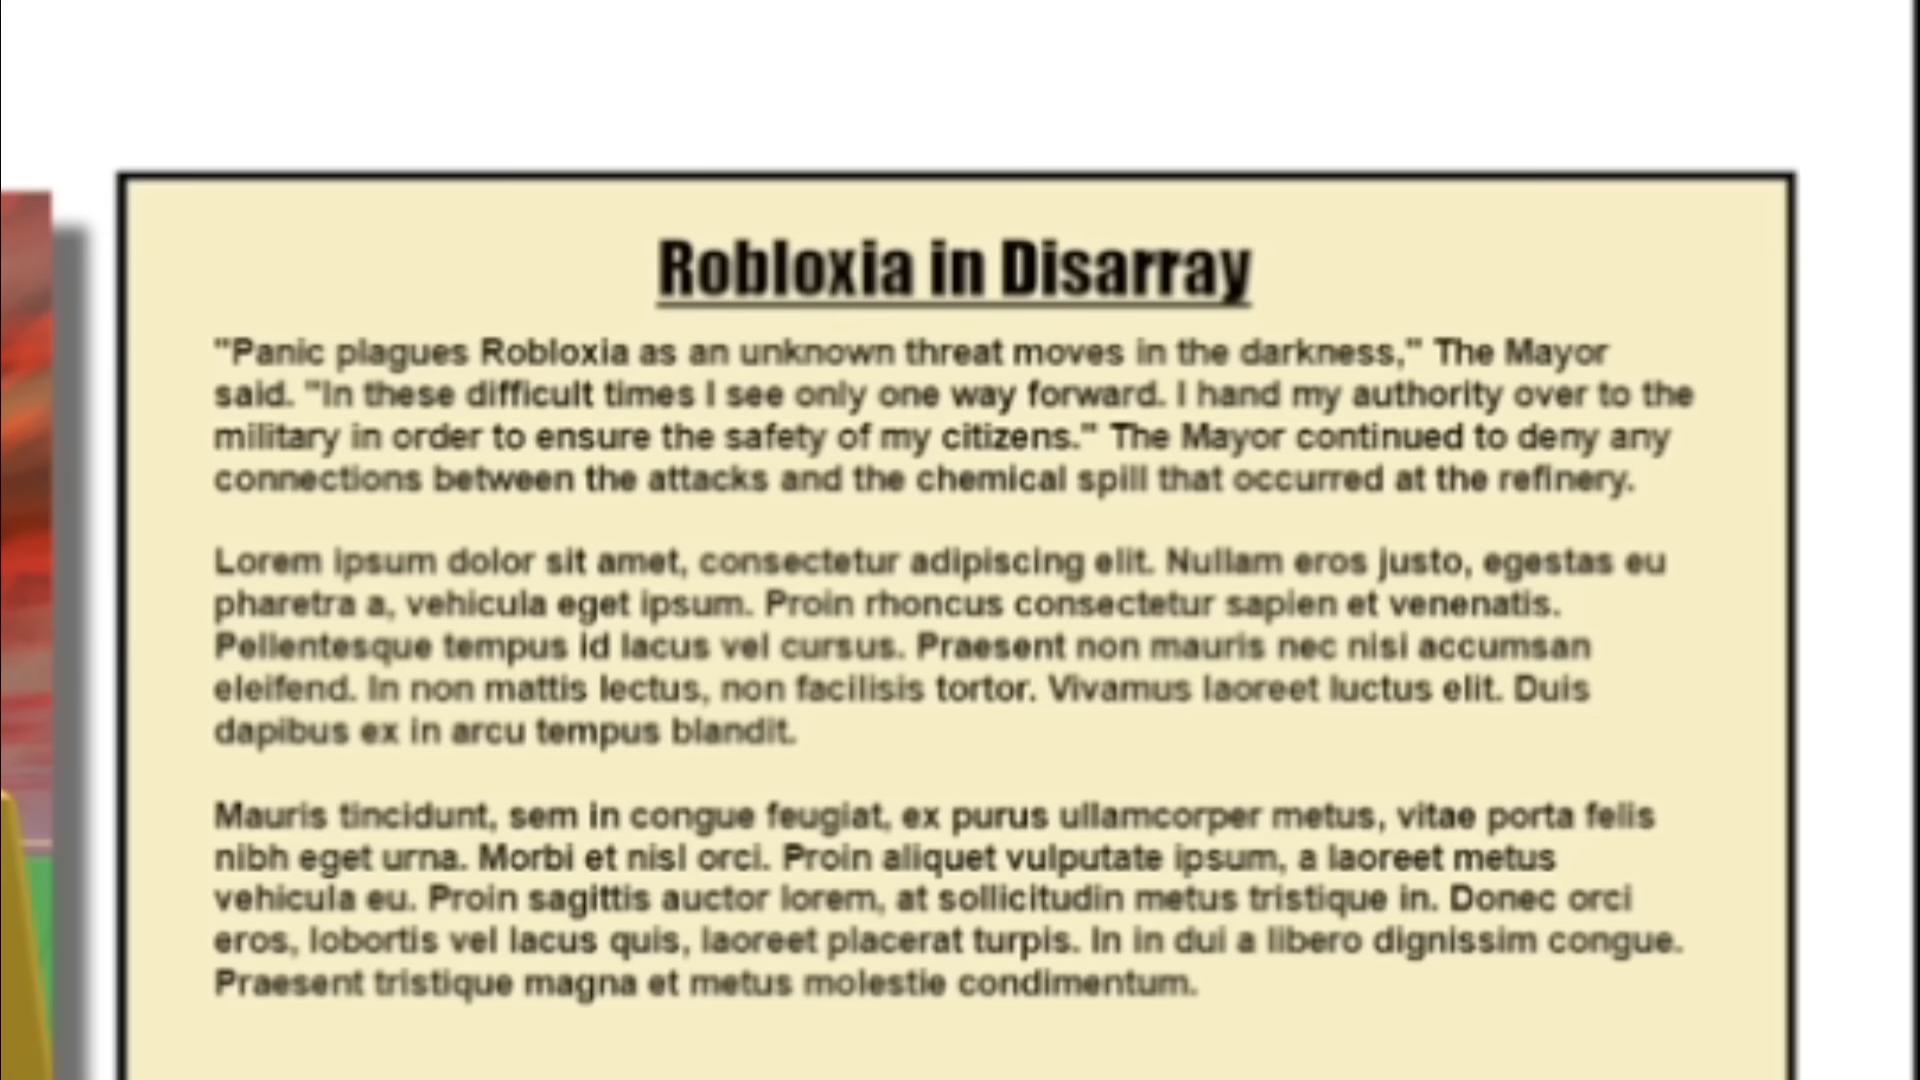 Robloxia in Disarray
"Panic plagues Robloxia as an unknown threat moves in the darkness," The Mayor
said. "In these difficult times I see only one way forward. I hand my authority over to the
military in order to ensure the safety of my citizens." The Mayor continued to deny any
connections between the attacks and the chemical spill that occurred at the refinery.
Lorem ipsum dolor sit amet, consectetur adipiscing elit. Nullam eros justo, egestas eu
pharetra a, vehicula eget ipsum. Proin rhoncus consectetur sapien et venenatis.
Pellentesque tempus id lacus vel cursus. Praesent non mauris nec nisi accumsan
eleifend. In non mattis lectus, non facilisis tortor. Vivamus laoreet luctus elit. Duis
dapibus ex in arcu tempus blandit.
Mauris tincidunt, sem in congue feugiat, ex purus ullamcorper metus, vitae porta felis
nibh eget urna. Morbi et nisl orci. Proin aliquet vulputate ipsum, a laoreet metus
vehicula eu. Proin sagittis auctor lorem, at sollicitudin metus tristique in. Donec orci
eros, lobortis vel lacus quis, laoreet placerat turpis. In in dui a libero dignissim congue.
Praesent tristique magna et metus molestie condimentum.